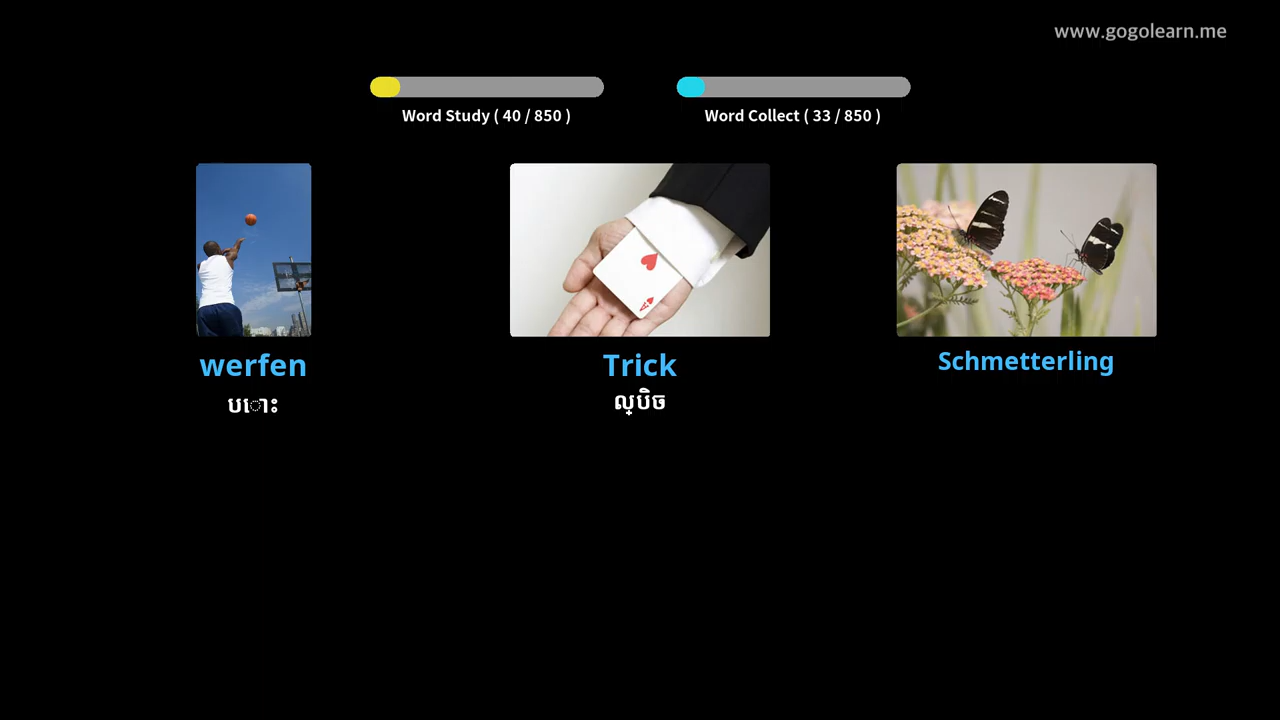 www.gogolearn.me
Word Study ( 40 / 850 )
Word Collect ( 33 / 850 )
werfen
បោះ
Trick
ល្បិច
Schmetterling